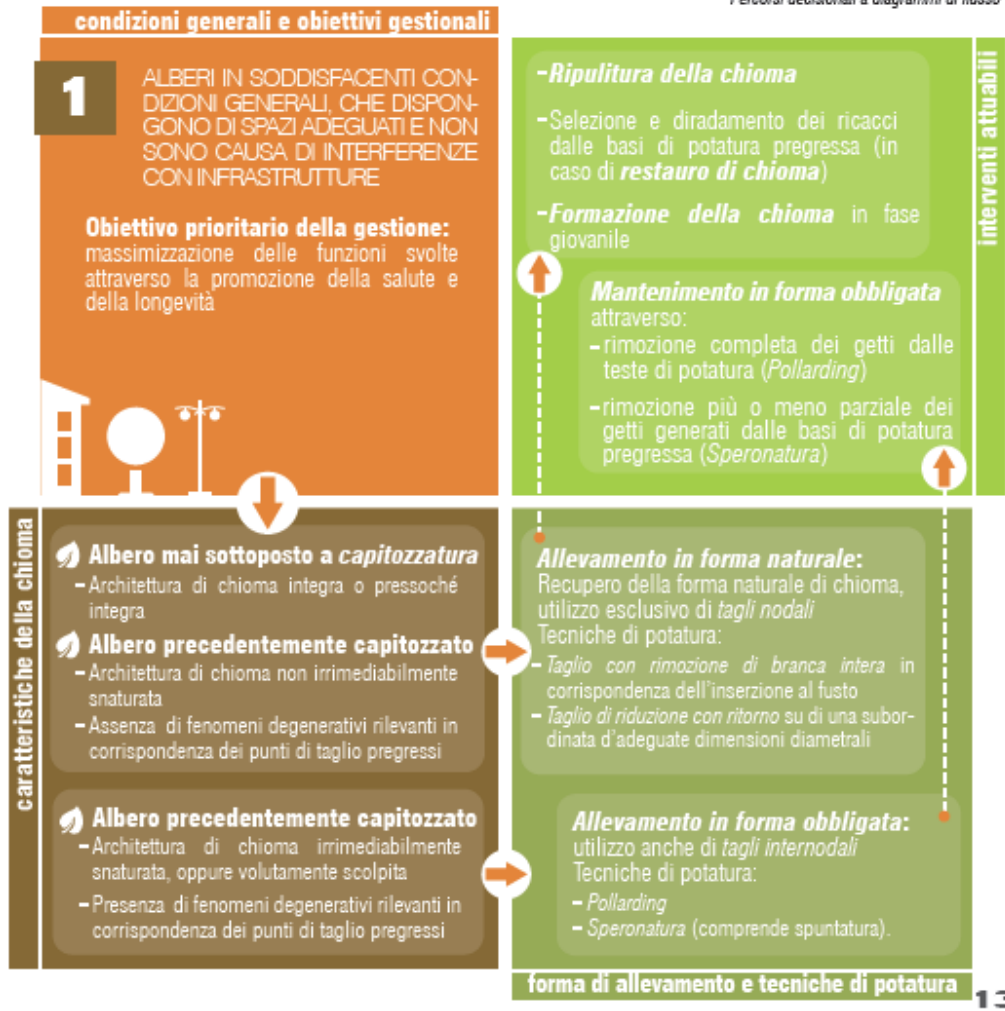 Percorsi decisionali a diagrammi di flusso
condizioni generali e obiettivi gestionali
1
ALBERI IN SODDISFACENTI CON-
DIZIONI GENERALI, CHE DISPON-
GONO DI SPAZI ADEGUATI E NON
SONO CAUSA DI INTERFERENZE
CON INFRASTRUTTURE
Obiettivo prioritario della gestione:
massimizzazione delle funzioni svolte
attraverso la promozione della salute e
della longevità
-Ripulitura della chioma
-Selezione e diradamento dei ricacci
dalle basi di potatura pregressa (in
caso di restauro di chioma)
-Formazione della chioma in fase
giovanile
Mantenimento in forma obbligata
attraverso:
-rimozione completa dei getti dalle
teste di potatura (Pollarding)
-rimozione più o meno parziale dei
getti generati dalle basi di potatura
pregressa (Speronatura)
interventi attuabili
caratteristiche della chioma
Albero mai sottoposto a capitozzatura
-Architettura di chioma integra o pressoché
integra
Albero precedentemente capitozzato
-Architettura di chioma non irrimediabilmente
snaturata
-Assenza di fenomeni degenerativi rilevanti in
corrispondenza dei punti di taglio pregressi
Albero precedentemente capitozzato
-Architettura di chioma irrimediabilmente
snaturata, oppure volutamente scolpita
-Presenza di fenomeni degenerativi rilevanti in
corrispondenza dei punti di taglio pregressi
Allevamento in forma naturale:
Recupero della forma naturale di chioma,
utilizzo esclusivo di tagli nodali
Tecniche di potatura:
-Taglio con rimozione di branca intera in
corrispondenza dell'inserzione al fusto
-Taglio di riduzione con ritorno su di una subor-
dinata d'adeguate dimensioni diametrali
Allevamento in forma obbligata:
utilizzo anche di tagli internodali
Tecniche di potatura:
-Pollarding
-Speronatura (comprende spuntatura).
forma di allevamento e tecniche di potatura
13